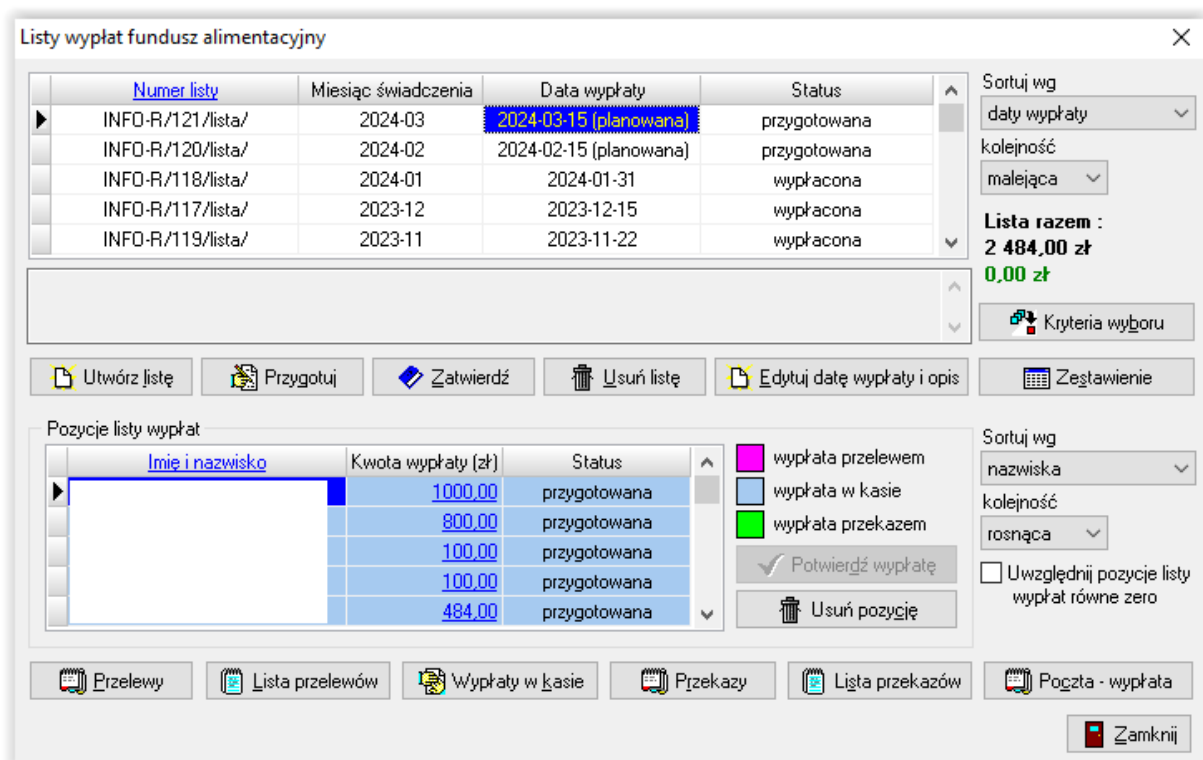 Listy wypłat fundusz alimentacyjny
Numer listy Miesiąc świadczenia Data wypłaty Status
INFO-R/121/lista/ 2024-03 2024-03-15 (planowana) przygotowana
INFO-R/120/lista/ 2024-02 2024-02-15 (planowana) przygotowana
INFO-R/118/lista/ 2024-01 2024-01-31 wypłacona
INFO-R/117/lista/ 2023-12 2023-12-15 wypłacona
INFO-R/119/lista/ 2023-11 2023-11-22 wypłacona
Sortuj wg
daty wypłaty
kolejność
malejąca
Lista razem :
2 484,00 zł
0,00 zł
Kryteria wyboru
Utwórz listę Przygotuj Zatwierdź Usuń listę Edytuj datę wypłaty i opis Zestawienie
Pozycje listy wypłat
Imię i nazwisko Kwota wypłaty (zł) Status
1000,00 przygotowana
800,00 przygotowana
100,00 przygotowana
100,00 przygotowana
484,00 przygotowana
wypłata przelewem
wypłata w kasie
wypłata przekazem
Potwierdź wypłatę
Usuń pozycję
Sortuj wg
nazwiska
kolejność
rosnąca
Uwzględnij pozycje listy
wypłat równe zero
Przelewy Lista przelewów Wypłaty w kasie Przekazy Lista przekazów Poczta - wypłata
Zamknij